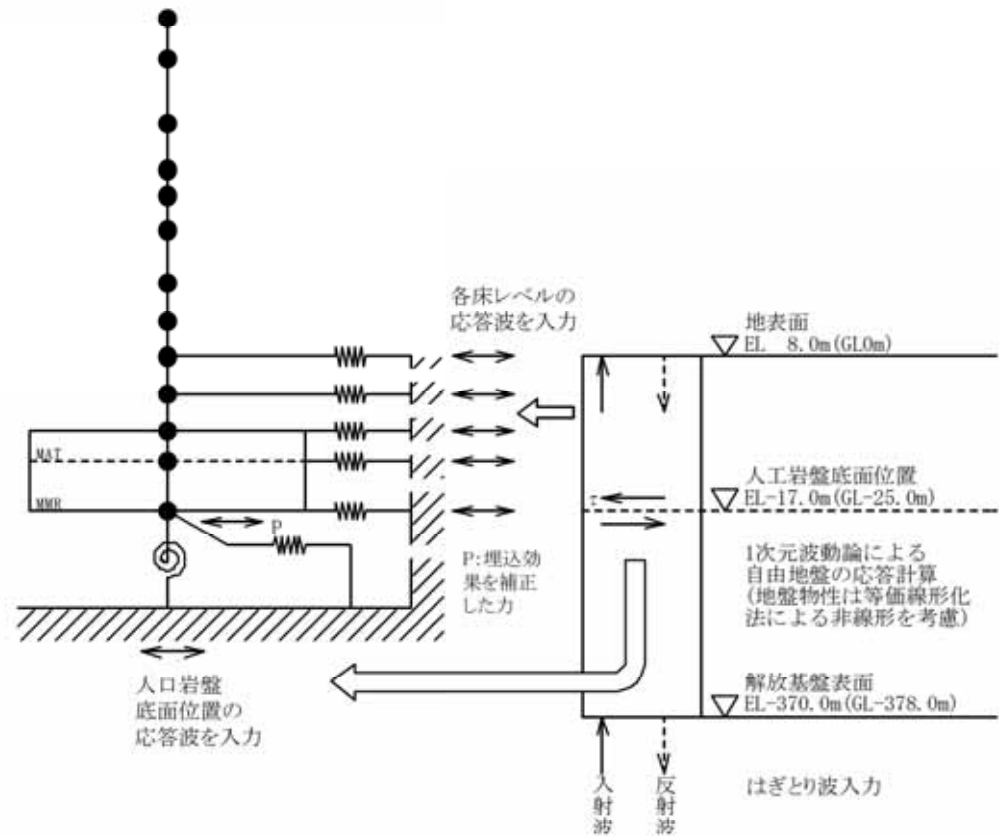 各床レベルの
応答波を入力
地表面
EL 8.0m(GL0m)
MAT
MMR
P
τ
人工岩盤底面位置
EL-17.0m(GL-25.0m)
P:埋込効
果を補正
した力
1次元波動論による
自由地盤の応答計算
(地盤物性は等価線形化
法による非線形を考慮)
人口岩盤
底面位置の
応答波を入力
解放基盤表面
EL-370.0m(GL-378.0m)
入射波
反射波
はぎとり波入力